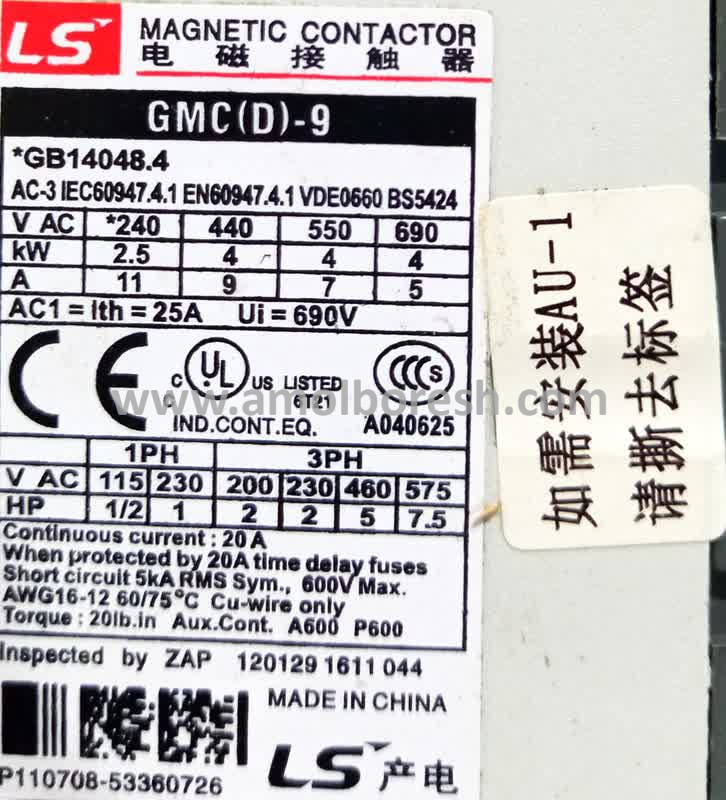 LS MAGNETIC CONTACTOR
电磁接触器
GMC(D)-9
*GB14048.4
AC-3 IEC60947.4.1 EN60947.4.1 VDE0660 BS5424
V AC *240 440 550 690
kW 2.5 4 4 4
A 11 9 7 5
AC1 = Ith = 25A Ui = 690V
CE C UL US LISTED CCC S
C 6T21
www.amolboresh.com
IND.CONT.EQ. A040625
1PH 3PH
V AC 115 230 200 230 460 575
HP 1/2 1 2 2 5 7.5
Continuous current : 20 A
When protected by 20A time delay fuses
Short circuit 5kA RMS Sym., 600V Max.
AWG16-12 60/75°C Cu-wire only
Torque : 20lb.in Aux.Cont. A600 P600
Inspected by ZAP 120129 1611 044
MADE IN CHINA
LS 产电
P110708-53360726
如需安装AU-1
请撕去标签